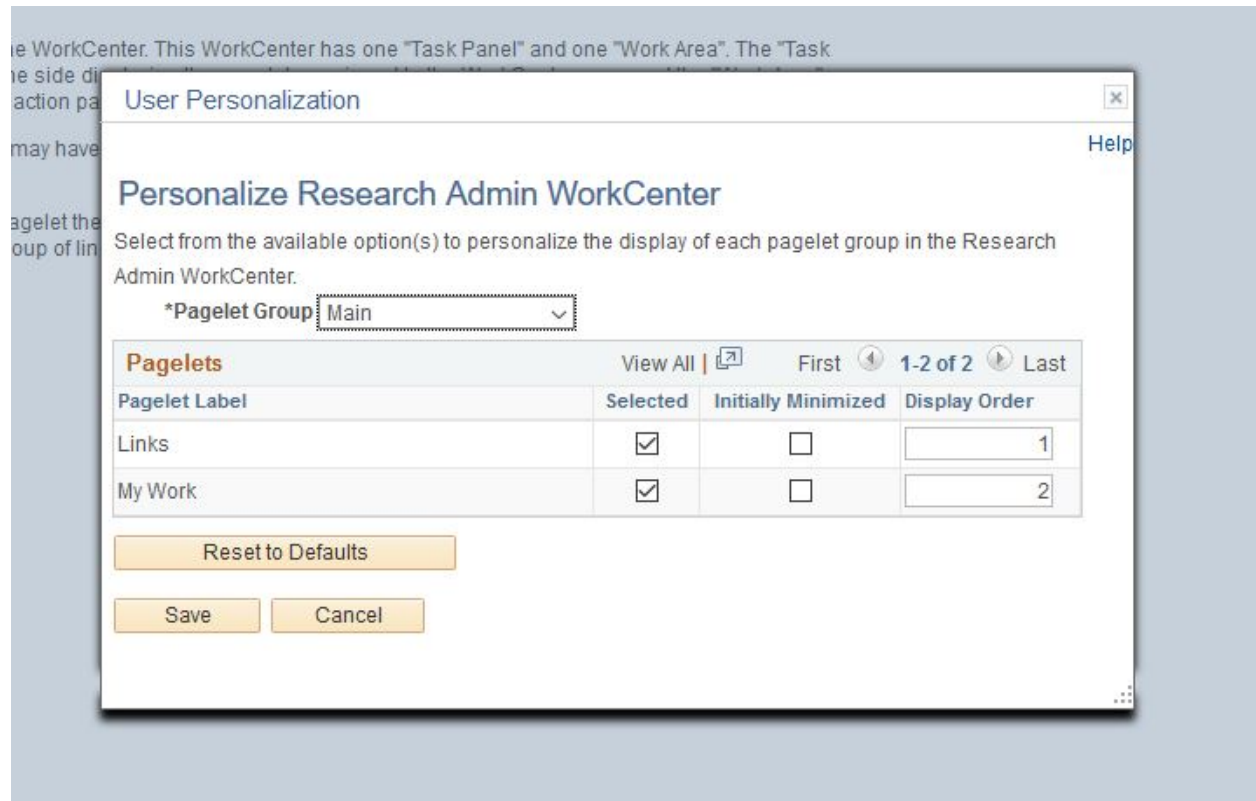 e WorkCenter. This WorkCenter has one "Task Panel" and one "Work Area". The "Task
e side
action pa
may have
agelet the
oup of lin
User Personalization
Help
Personalize Research Admin WorkCenter
Select from the available option(s) to personalize the display of each pagelet group in the Research
Admin WorkCenter.
*Pagelet Group Main
Pagelets View All | First 1-2 of 2 Last
Pagelet Label Selected Initially Minimized Display Order
Links 1
My Work 2
Reset to Defaults
Save Cancel